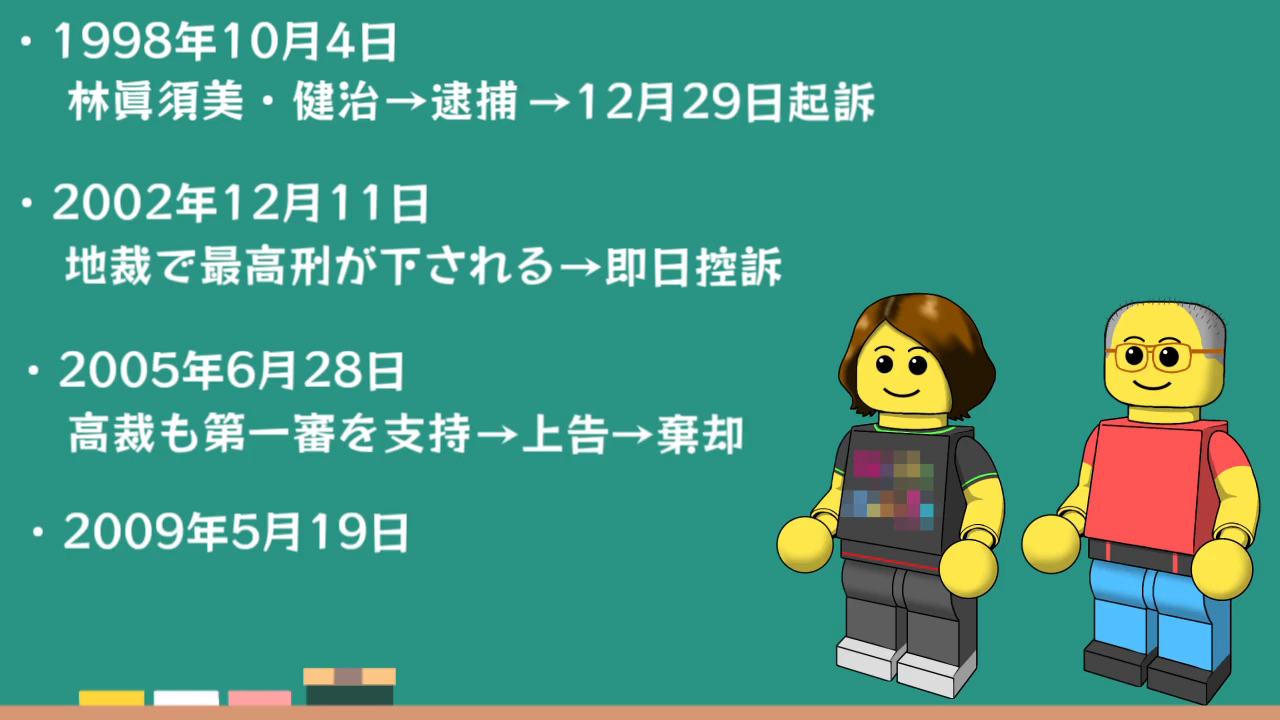 ・1998年10月4日
林眞須美・健治→逮捕→12月29日起訴
・2002年12月11日
地裁で最高刑が下される→即日控訴
・2005年6月28日
高裁も第一審を支持→上告→棄却
・2009年5月19日